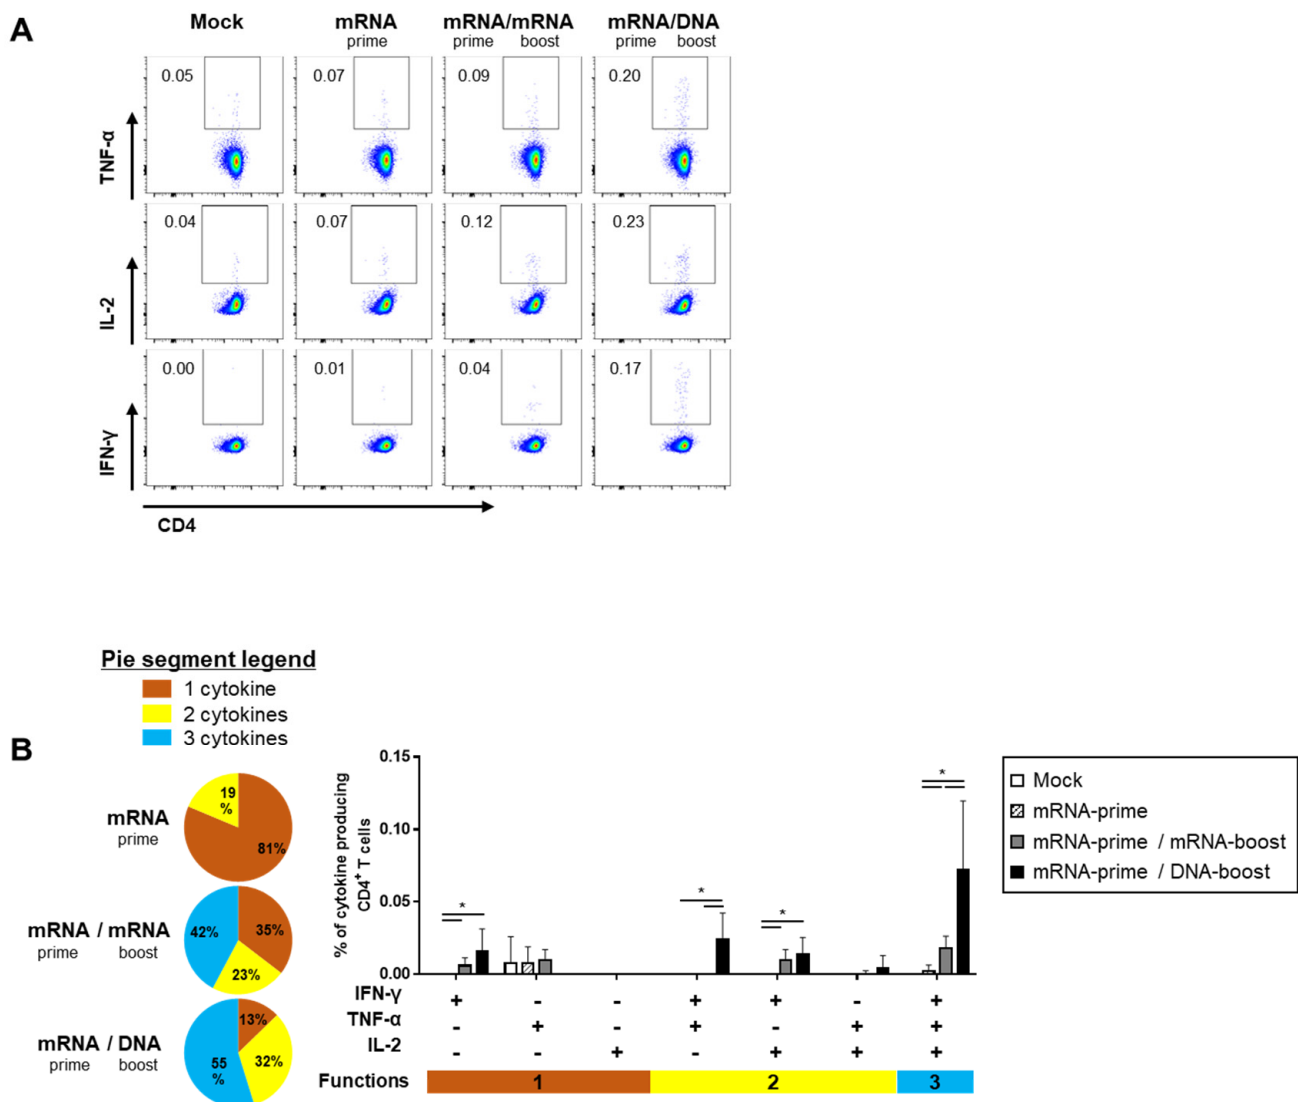 A
Mock
mRNA
prime
mRNA/mRNA
prime boost
mRNA/DNA
prime boost
TNF-α
0.05
0.07
0.09
0.20
IL-2
0.04
0.07
0.12
0.23
IFN-γ
0.00
0.01
0.04
0.17
CD4
Pie segment legend
1 cytokine
2 cytokines
3 cytokines
B
mRNA
prime
19
%
81%
mRNA / mRNA
prime boost
42%
35%
23%
mRNA / DNA
prime boost
13%
55
%
32%
% of cytokine producing
CD4+ T cells
0.15
0.10
0.05
0.00
*
*
*
*
IFN-γ + - - + + - +
TNF-α - + - + - + +
IL-2 - - + - + + +
Functions 1 2 3
Mock
mRNA-prime
mRNA-prime / mRNA-boost
mRNA-prime / DNA-boost